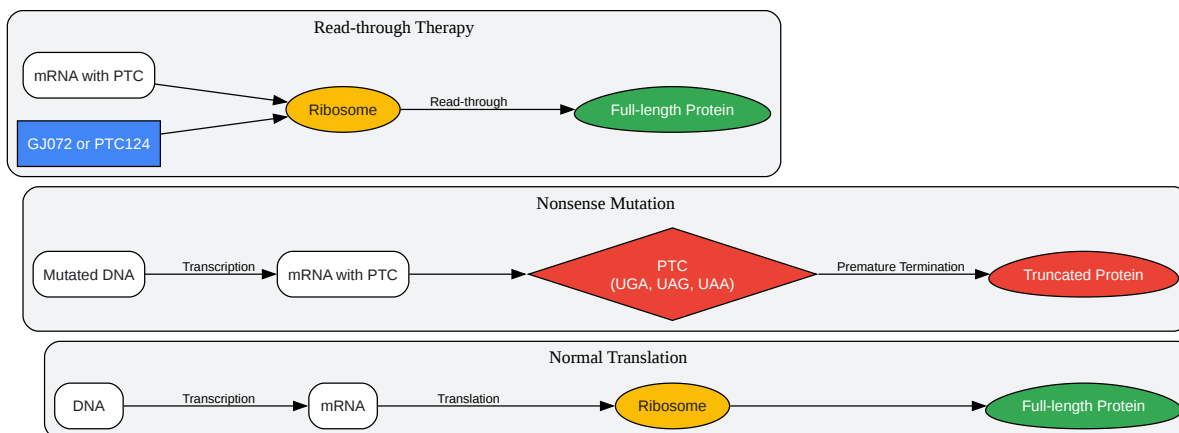 Read-through Therapy
mRNA with PTC
GJ072 or PTC124
Ribosome
Read-through
Full-length Protein
Nonsense Mutation
Mutated DNA
Transcription
mRNA with PTC
PTC
(UGA, UAG, UAA)
Premature Termination
Truncated Protein
Normal Translation
DNA
Transcription
mRNA
Translation
Ribosome
Full-length Protein